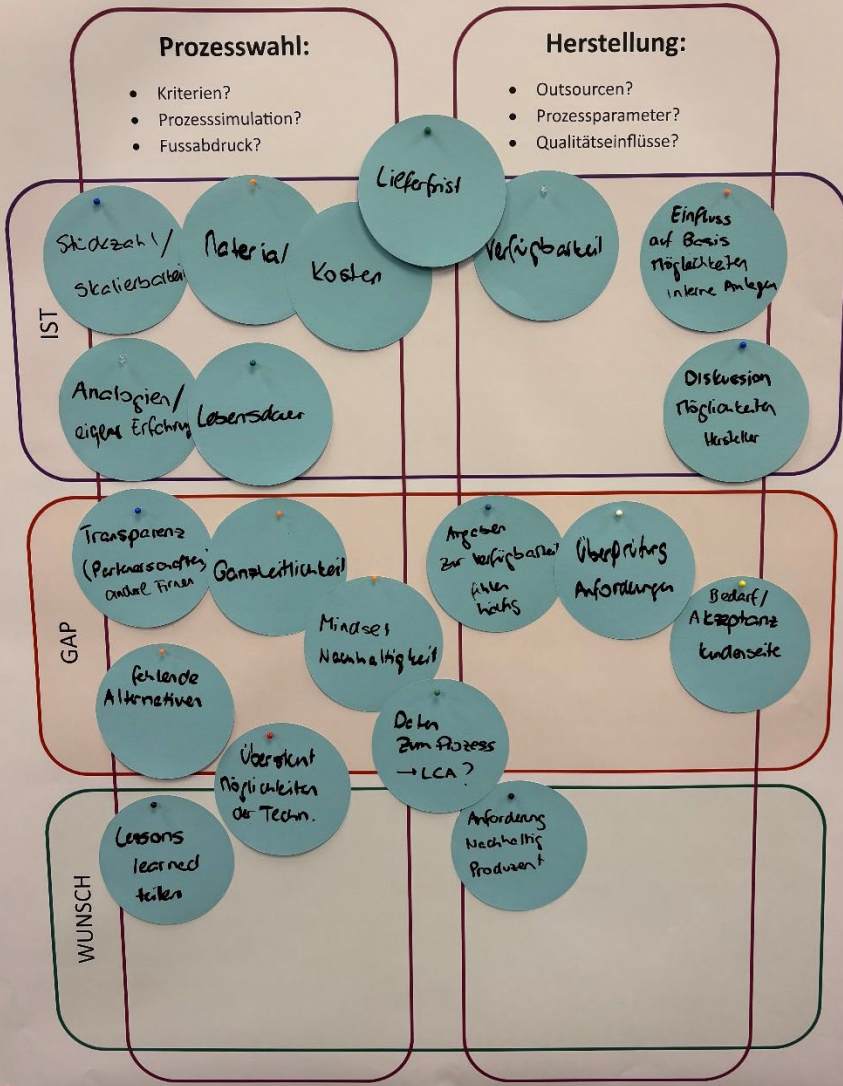 Prozesswahl:
• Kriterien?
• Prozesssimulation?
• Fussabdruck?
Herstellung:
• Outsourcen?
• Prozessparameter?
• Qualitätseinflüsse?
IST
Lieferfrist
Stückzahl/
Skalierbarkeit
Material
Kosten
Verfügbarkeit
Einfluss
auf Basis
Möglichkeiten
interne Anlagen
Analogien/
eigene Erfahrung
Lebensdauer
Diskussion
Möglichkeiten
Hersteller
GAP
Transparenz
(Partnerschaften,
andere Firmen
Ganzheitlichkeit
Mindset
Nachhaltigkeit
Angaben
zur Verfügbarkeit
fehlen
häufig
Überprüfung
Anforderungen
Bedarf/
Akzeptanz
Kundenseite
fehlende
Alternativen
Übersicht
Möglichkeiten
der Techn.
Daten
zum Prozess
→ LCA?
WUNSCH
Lessons
learned
teilen
Anforderung
Nachhaltig
Produzent